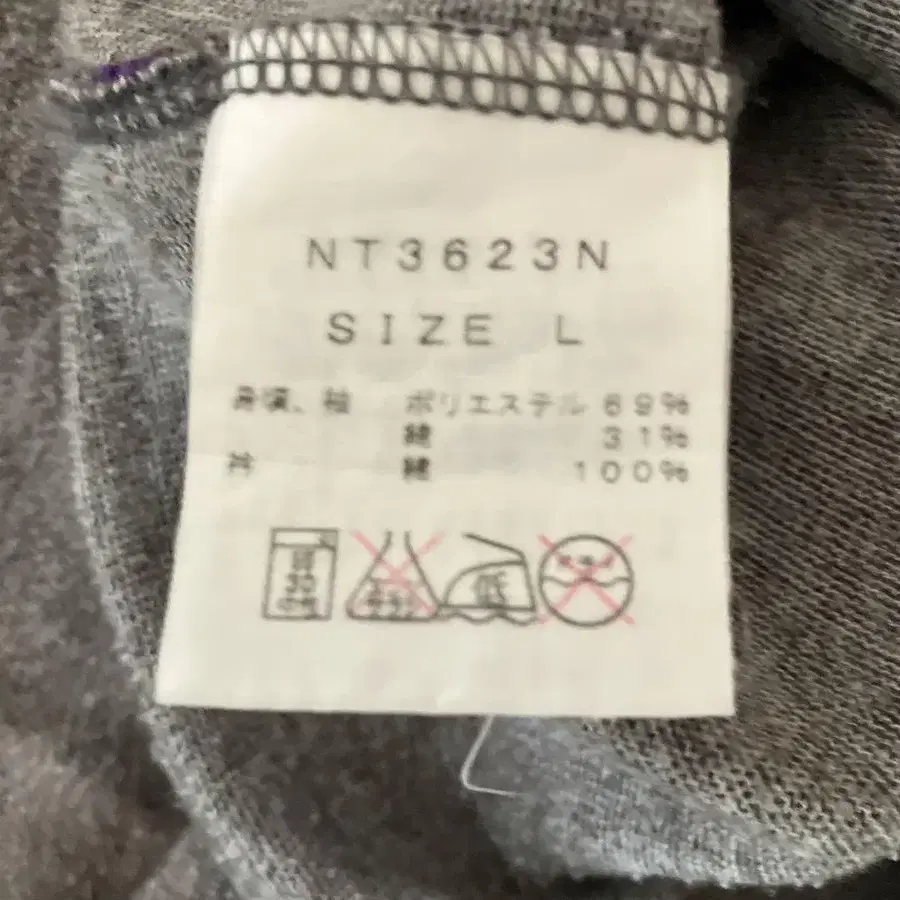 NT3623N
SIZE L
身頃、袖 ポリエステル 69%
綿 31%
衿 綿 100%
低